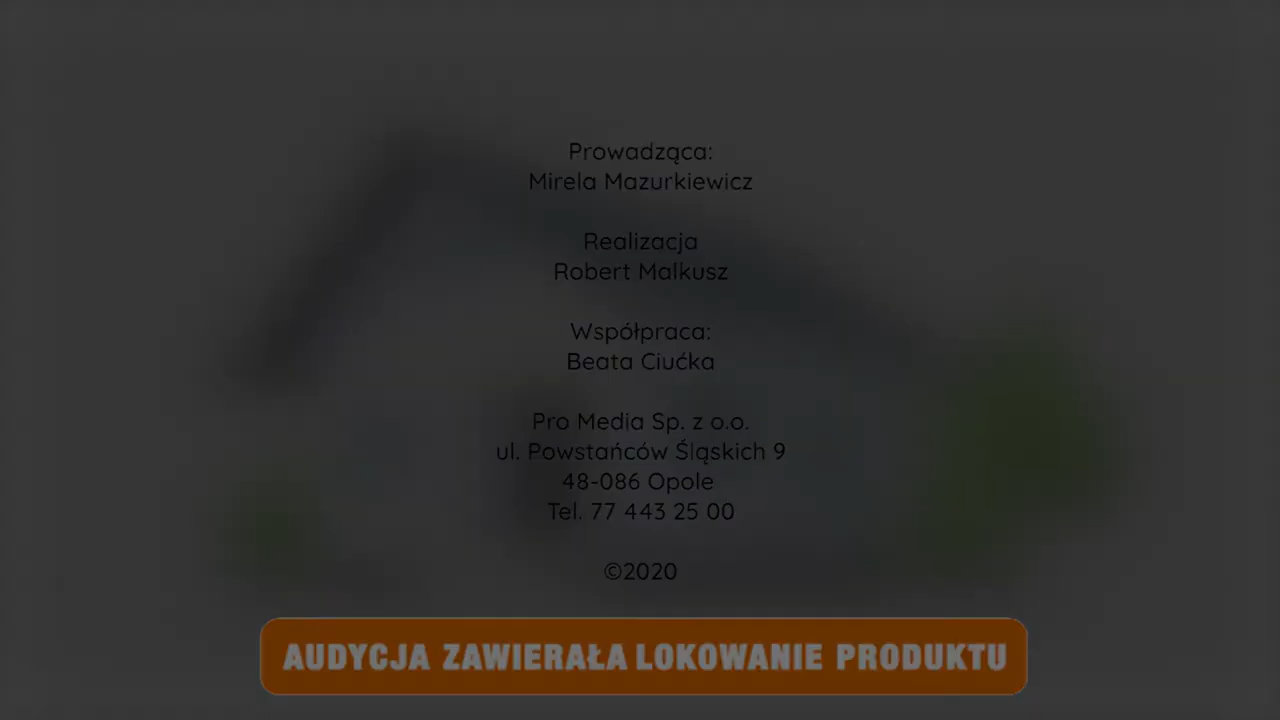 Prowadząca:
Mirela Mazurkiewicz
Realizacja
Robert Malkusz
Współpraca:
Beata Ciućka
Pro Media Sp. z o.o.
ul. Powstańców Śląskich 9
48-086 Opole
Tel. 77 443 25 00
©2020
AUDYCJA ZAWIERAŁA LOKOWANIE PRODUKTU